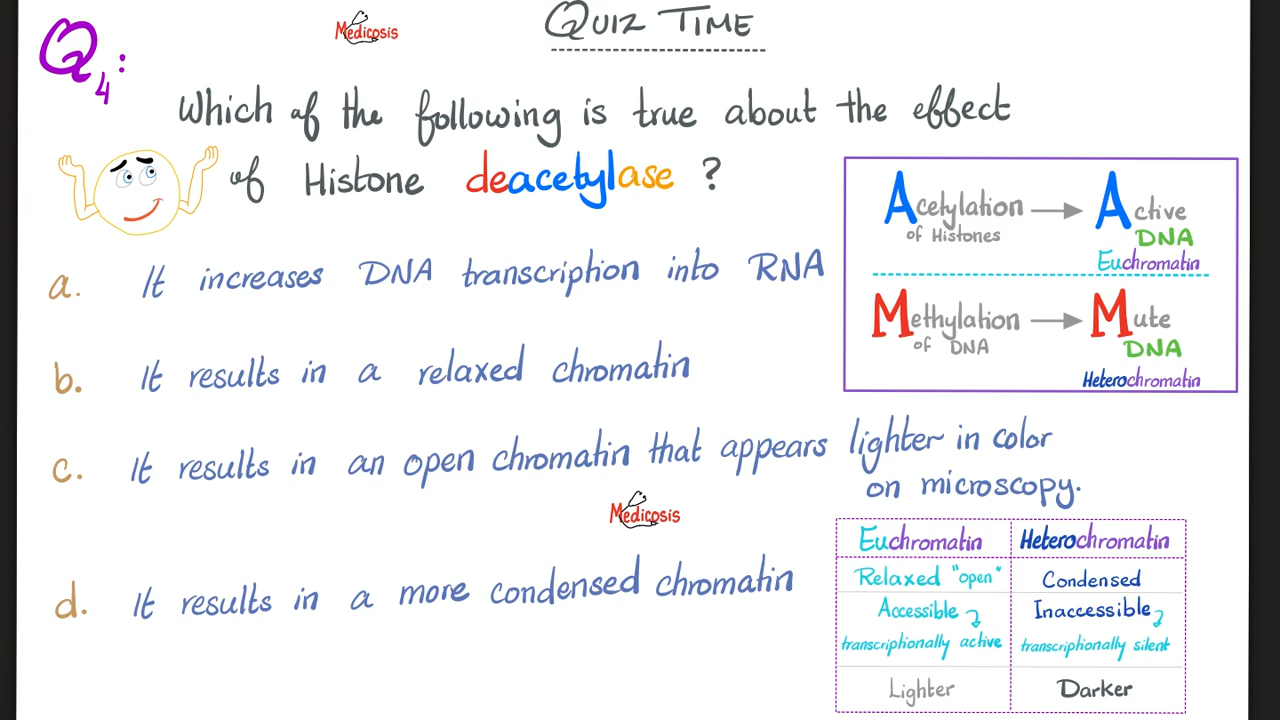 Q4:
Medicosis
QUIZ TIME
Which of the following is true about the effect
of Histone deacetylase ?
a. It increases DNA transcription into RNA
b. It results in a relaxed chromatin
c. It results in an open chromatin that appears lighter in color
on microscopy.
d. It results in a more condensed chromatin
Medicosis
Acetylation → Active
of Histones DNA
Euchromatin
Methylation → Mute
of DNA DNA
Heterochromatin
Euchromatin Heterochromatin
Relaxed "open" Condensed
Accessible Inaccessible
transcriptionally active transcriptionally silent
Lighter Darker